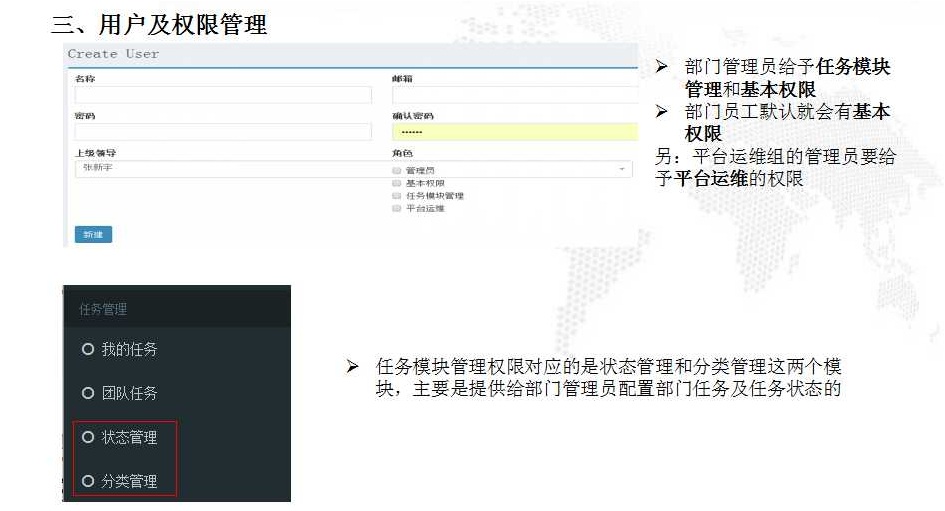 三、用户及权限管理
Create User
名称
邮箱
密码
确认密码
······
上级领导
角色
张新宇
管理员
基本权限
任务模块管理
平台运维
新建
➢ 部门管理员给予任务模块
管理和基本权限
➢ 部门员工默认就会有基本
权限
另：平台运维组的管理员要给
予平台运维的权限
任务管理
我的任务
团队任务
状态管理
分类管理
➢ 任务模块管理权限对应的是状态管理和分类管理这两个模
块，主要是提供给部门管理员配置部门任务及任务状态的